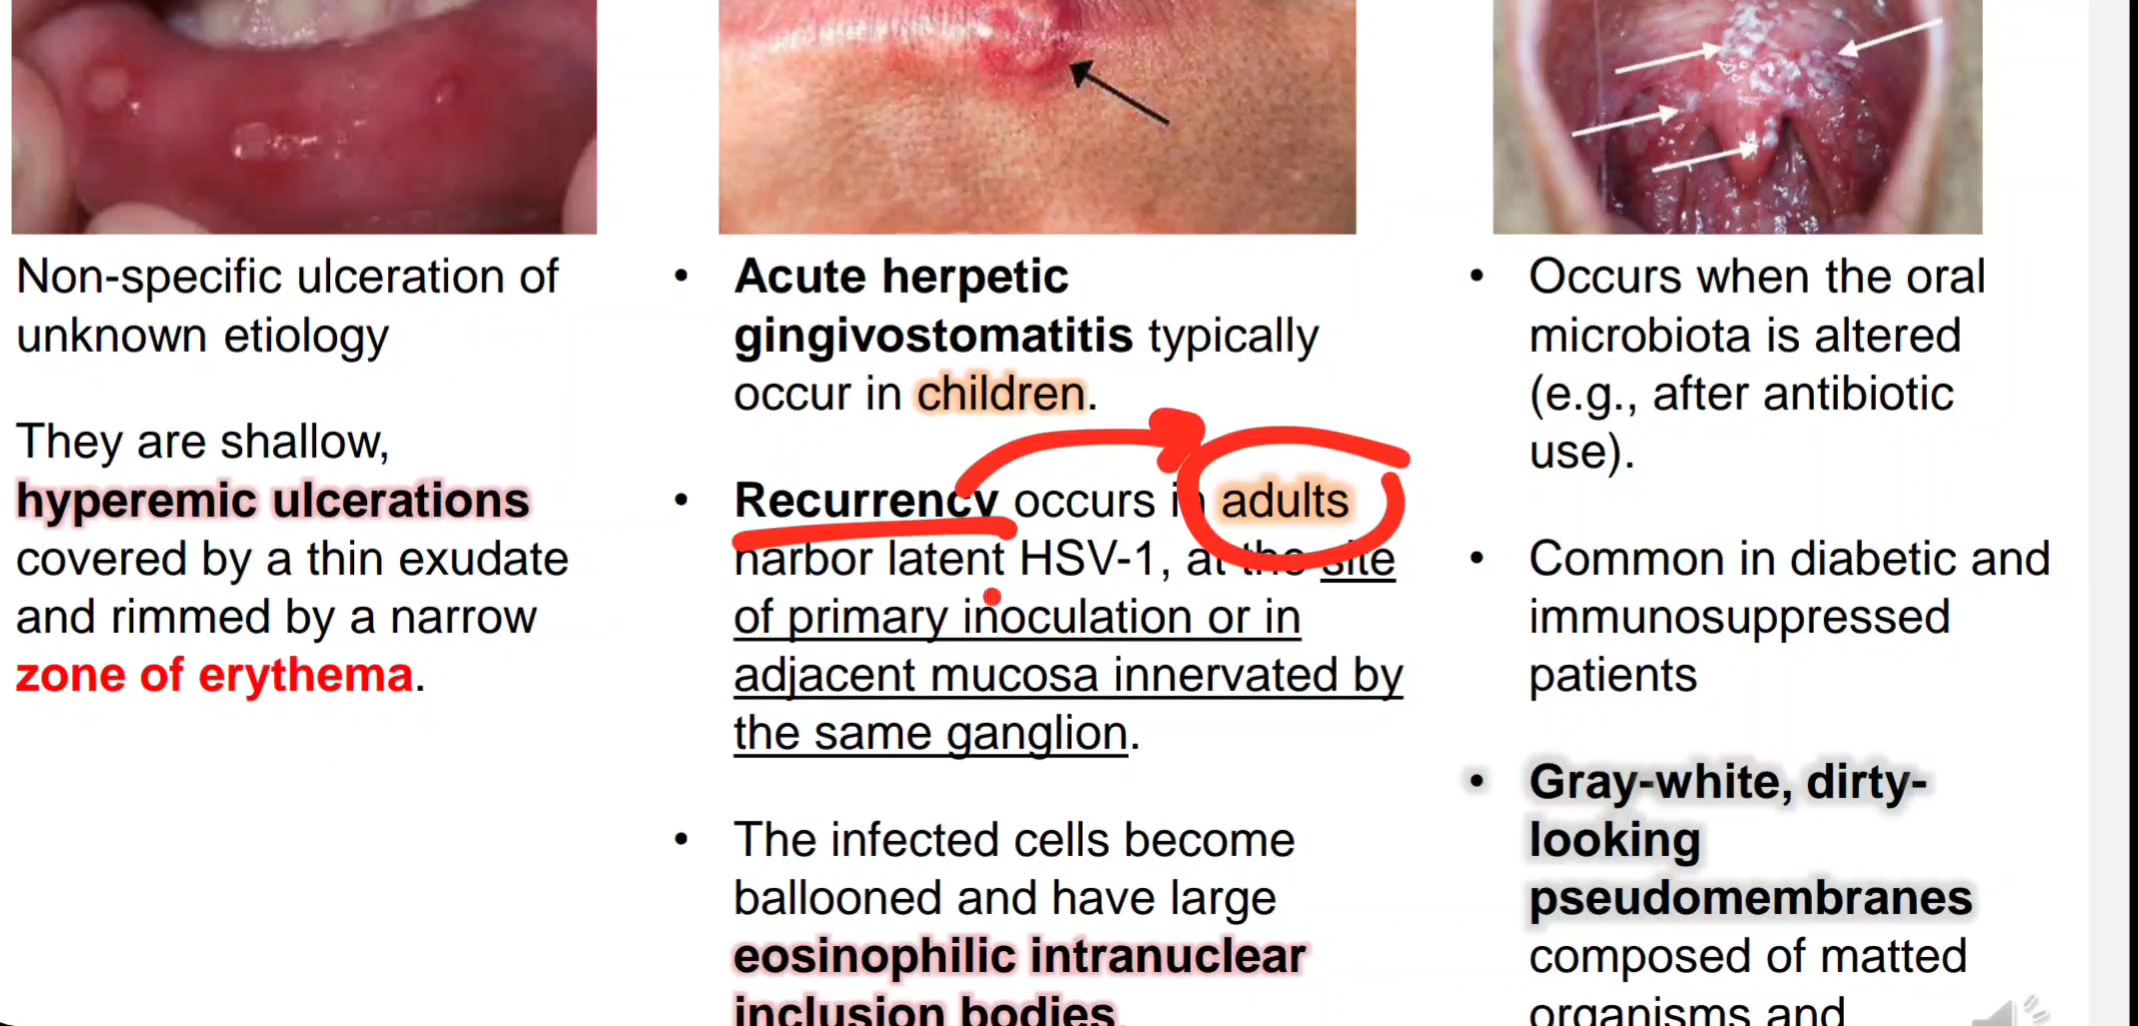 Non-specific ulceration of
unknown etiology
They are shallow,
hyperemic ulcerations
covered by a thin exudate
and rimmed by a narrow
zone of erythema.
• Acute herpetic
gingivostomatitis typically
occur in children.
• Recurrency occurs in adults
harbor latent HSV-1, at the site
of primary inoculation or in
adjacent mucosa innervated by
the same ganglion.
• The infected cells become
ballooned and have large
eosinophilic intranuclear
inclusion bodies.
• Occurs when the oral
microbiota is altered
(e.g., after antibiotic
use).
• Common in diabetic and
immunosuppressed
patients
• Gray-white, dirty-
looking
pseudomembranes
composed of matted
organisms and